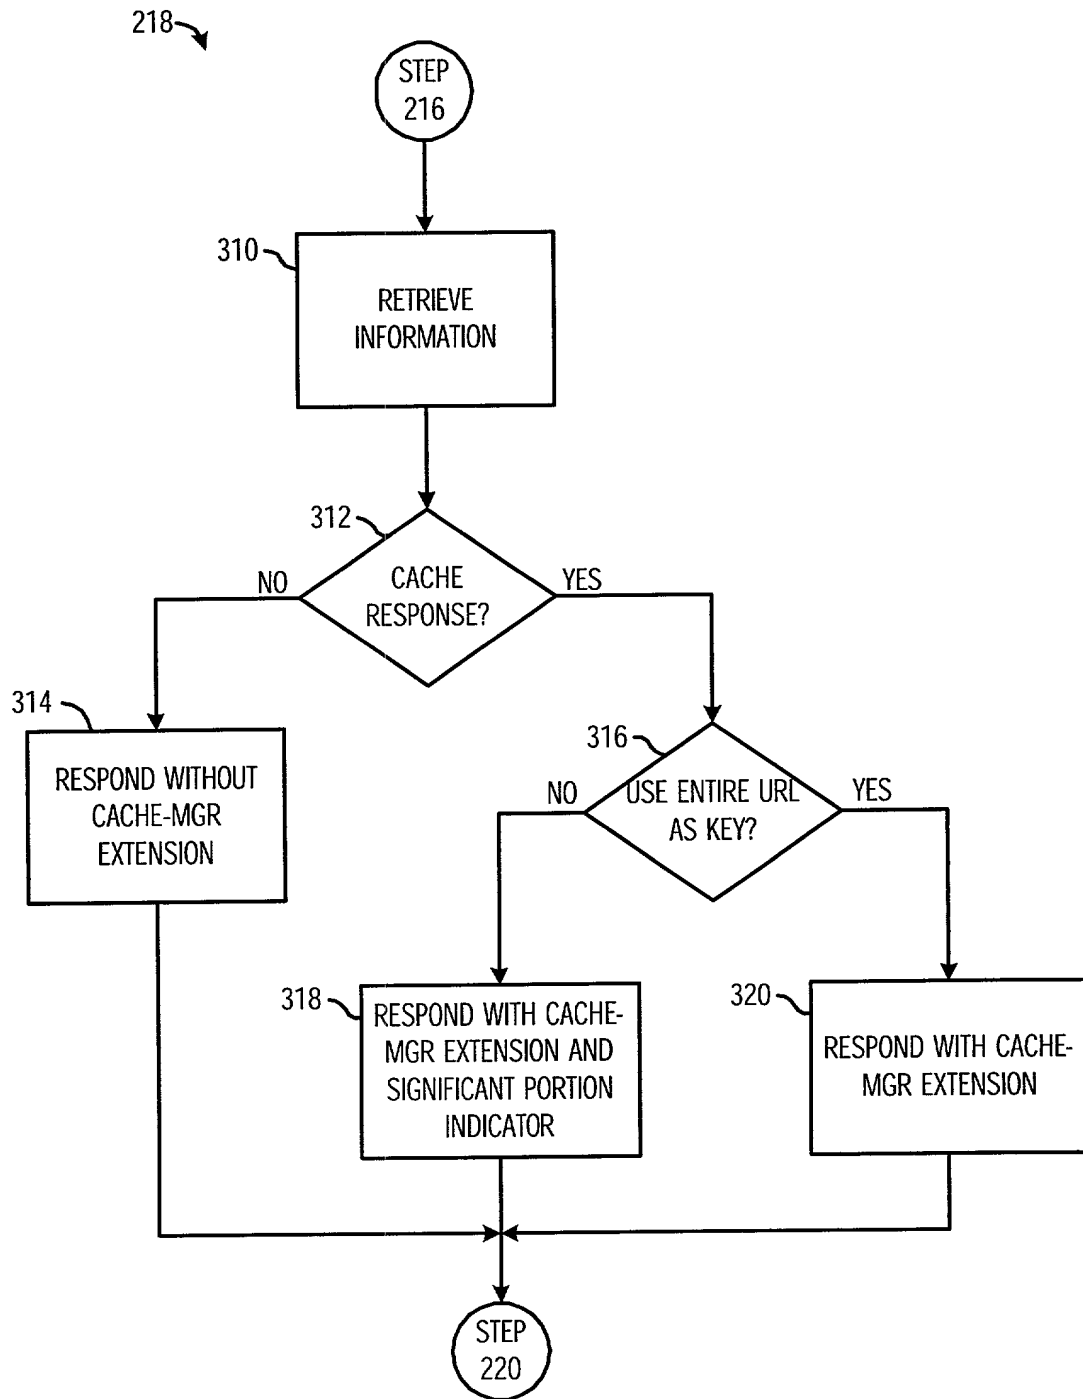 218
STEP
216
310
RETRIEVE
INFORMATION
312
CACHE
RESPONSE?
NO
YES
314
RESPOND WITHOUT
CACHE-MGR
EXTENSION
316
USE ENTIRE URL
AS KEY?
NO
YES
318
RESPOND WITH CACHE-
MGR EXTENSION AND
SIGNIFICANT PORTION
INDICATOR
320
RESPOND WITH CACHE-
MGR EXTENSION
STEP
220